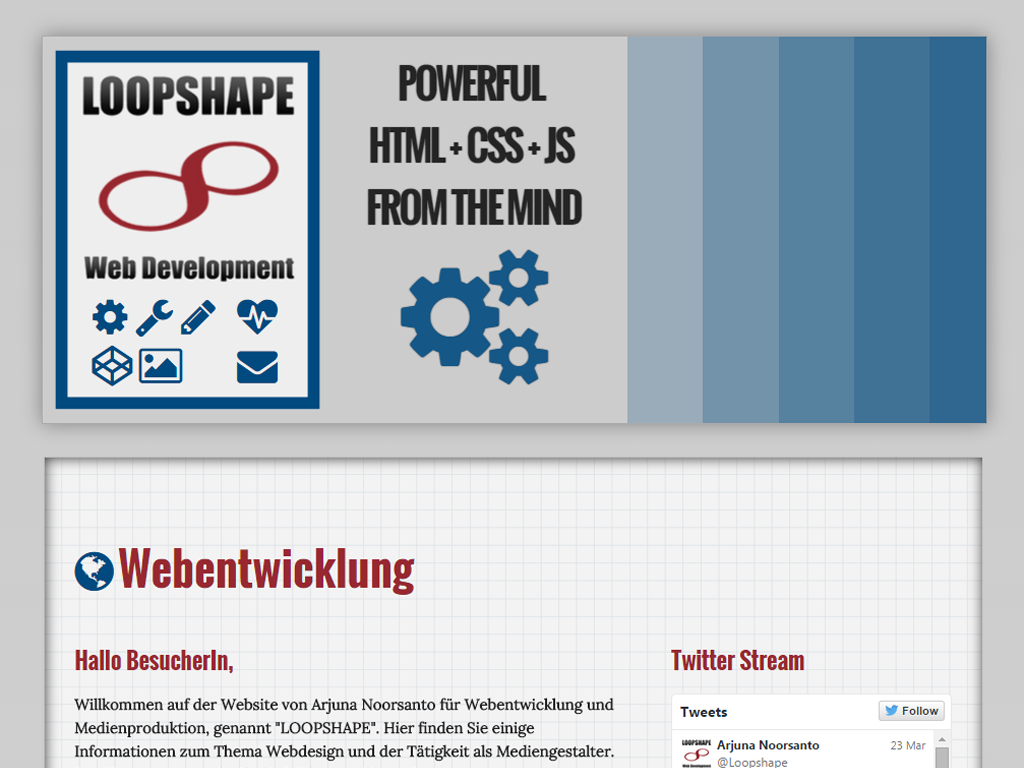 LOOPSHAPE
Web Development
POWERFUL
HTML + CSS + JS
FROM THE MIND
Webentwicklung
Hallo BesucherIn,
Willkommen auf der Website von Arjuna Noorsanto für Webentwicklung und
Medienproduktion, genannt "LOOPSHAPE". Hier finden Sie einige
Informationen zum Thema Webdesign und der Tätigkeit als Mediengestalter.
Twitter Stream
Tweets
Follow
LOOPSHAPE
Arjuna Noorsanto
23 Mar
@Loopshape